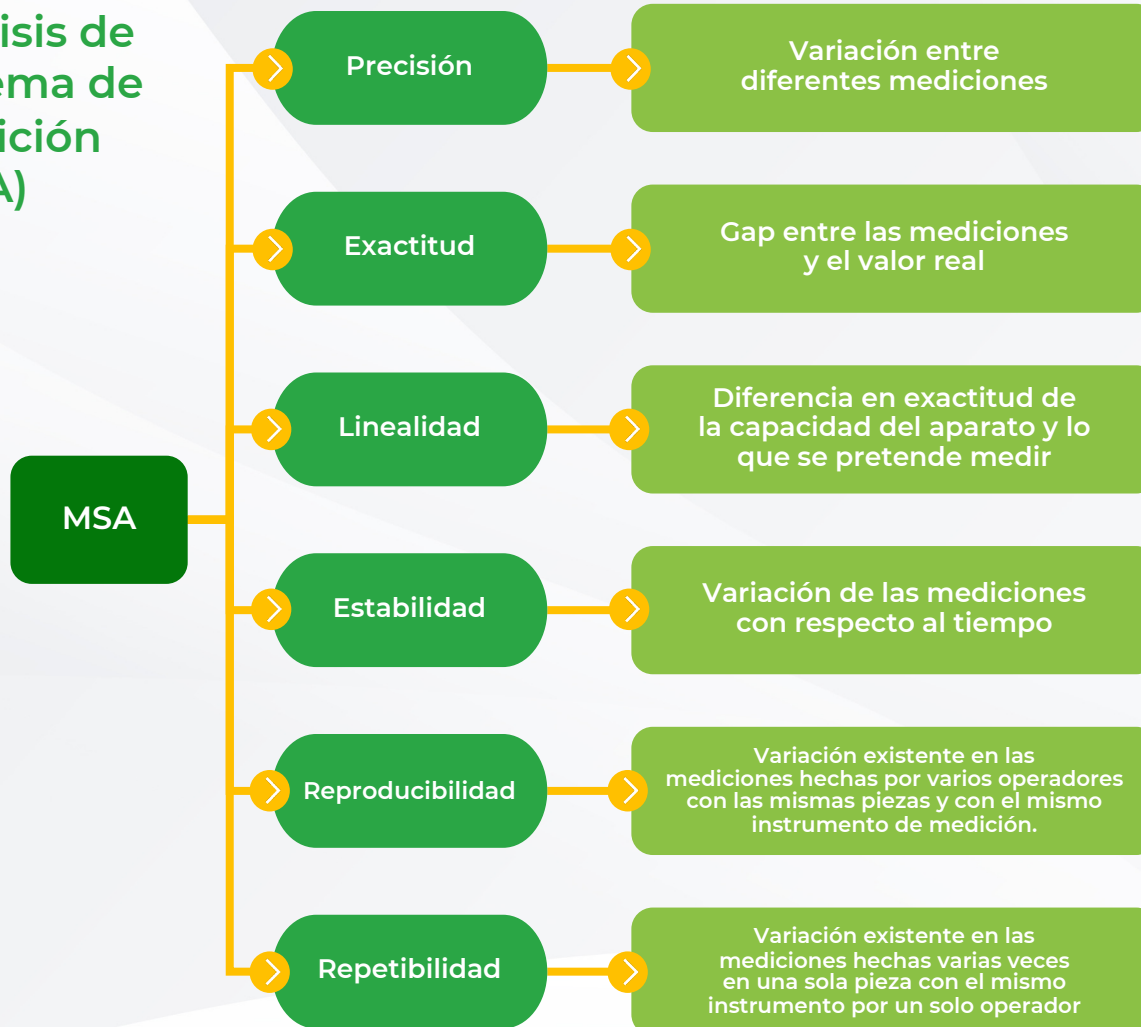 isis de
ema de
ición
A)
MSA
Precisión
Variación entre
diferentes mediciones
Exactitud
Gap entre las mediciones
y el valor real
Linealidad
Diferencia en exactitud de
la capacidad del aparato y lo
que se pretende medir
Estabilidad
Variación de las mediciones
con respecto al tiempo
Reproducibilidad
Variación existente en las
mediciones hechas por varios operadores
con las mismas piezas y con el mismo
instrumento de medición.
Repetibilidad
Variación existente en las
mediciones hechas varias veces
en una sola pieza con el mismo
instrumento por un solo operador